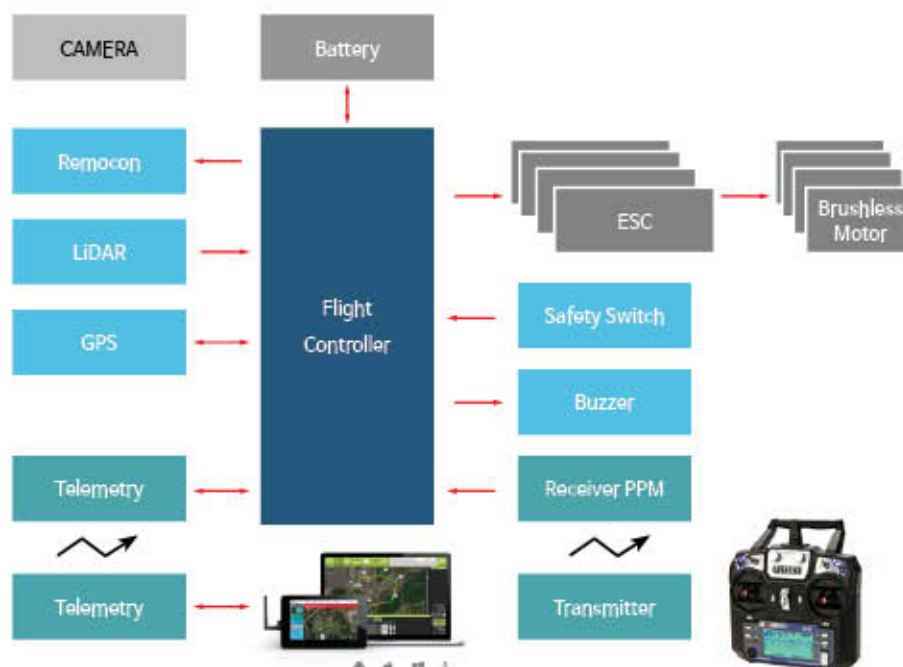 CAMERA
Battery
Remocon
LiDAR
GPS
Flight
Controller
ESC
Brushless
Motor
Safety Switch
Buzzer
Telemetry
Receiver PPM
Telemetry
Transmitter